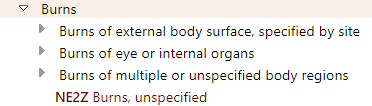 Burns
Burns of external body surface, specified by site
Burns of eye or internal organs
Burns of multiple or unspecified body regions
NE2Z Burns, unspecified